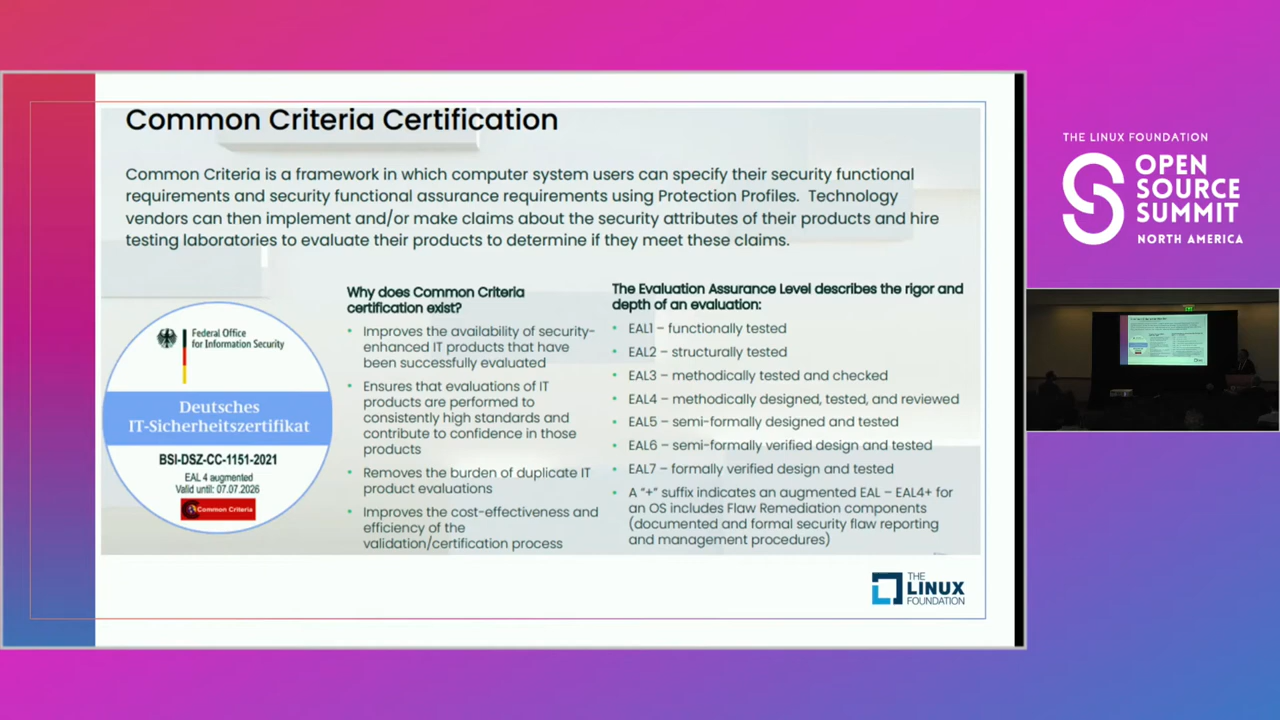 Common Criteria Certification
Common Criteria is a framework in which computer system users can specify their security functional
requirements and security functional assurance requirements using Protection Profiles. Technology
vendors can then implement and/or make claims about the security attributes of their products and hire
testing laboratories to evaluate their products to determine if they meet these claims.
Federal Office
for Information Security
Deutsches
IT-Sicherheitszertifikat
BSI-DSZ-CC-1151-2021
EAL 4 augmented
Valid until: 07.07.2026
Common Criteria
Why does Common Criteria
certification exist?
• Improves the availability of security-
enhanced IT products that have
been successfully evaluated
• Ensures that evaluations of IT
products are performed to
consistently high standards and
contribute to confidence in those
products
• Removes the burden of duplicate IT
product evaluations
• Improves the cost-effectiveness and
efficiency of the
validation/certification process
The Evaluation Assurance Level describes the rigor and
depth of an evaluation:
• EAL1 – functionally tested
• EAL2 – structurally tested
• EAL3 – methodically tested and checked
• EAL4 – methodically designed, tested, and reviewed
• EAL5 – semi-formally designed and tested
• EAL6 – semi-formally verified design and tested
• EAL7 – formally verified design and tested
• A "+" suffix indicates an augmented EAL – EAL4+ for
an OS includes Flaw Remediation components
(documented and formal security flaw reporting
and management procedures)
THE
LINUX
FOUNDATION
THE LINUX FOUNDATION
OPEN
SOURCE
SUMMIT
NORTH AMERICA